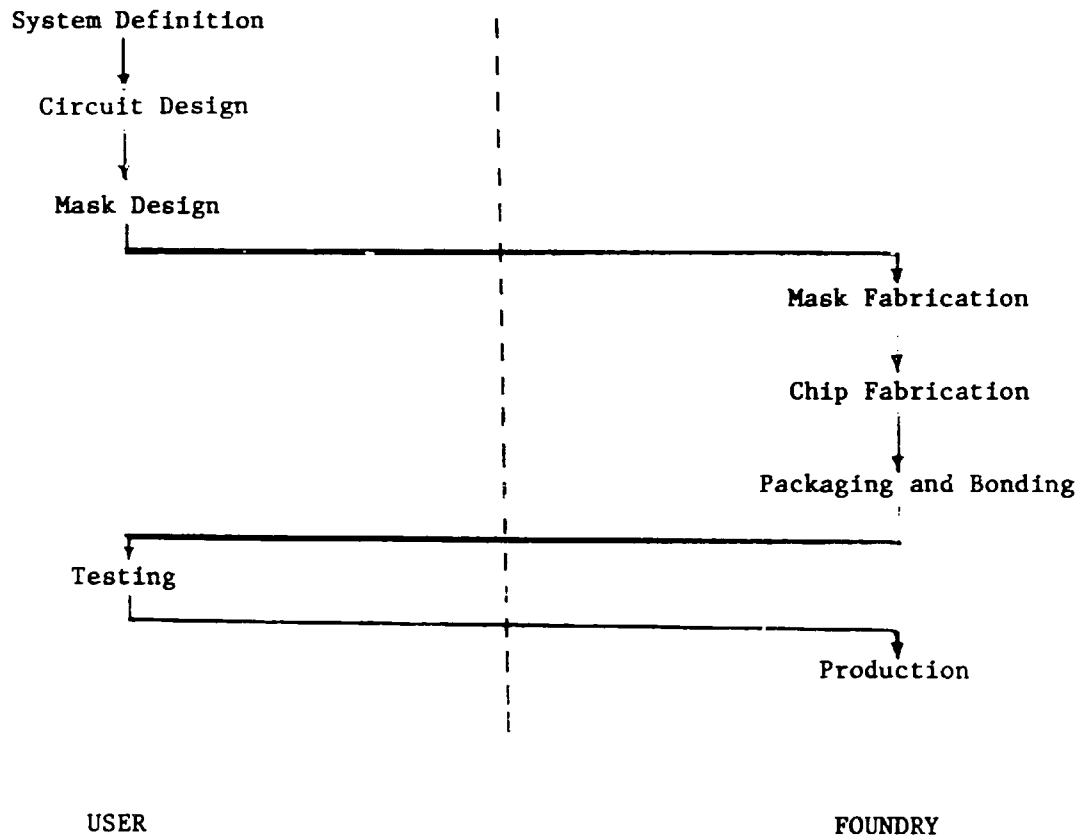 System Definition
Circuit Design
Mask Design
Mask Fabrication
Chip Fabrication
Packaging and Bonding
Testing
Production
USER
FOUNDRY